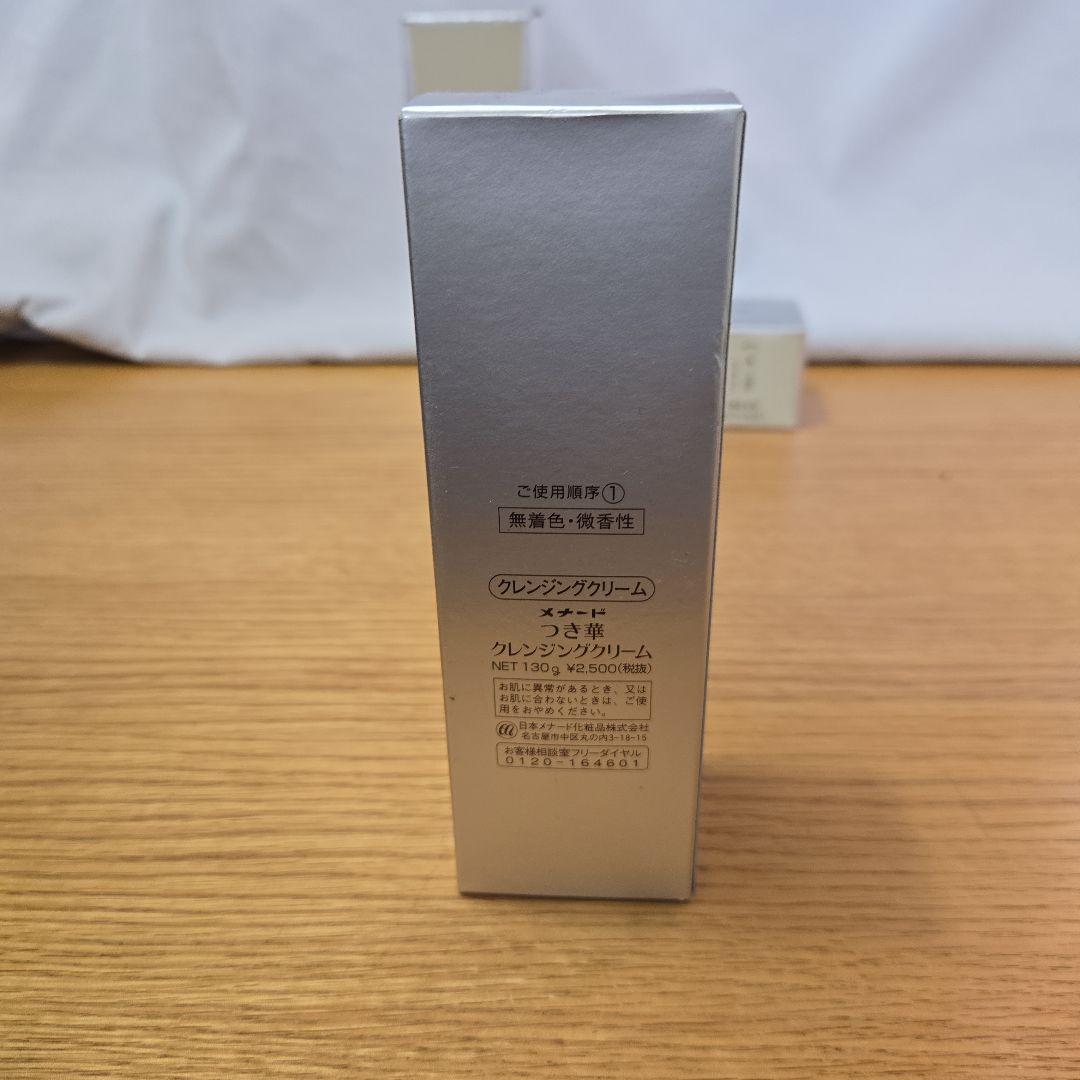 ご使用順序①
無着色・微香性
クレンジングクリーム
メナード
つき華
クレンジングクリーム
NET 130g ¥2,500(税抜)
お肌に異常があるとき、又は
お肌に合わないときは、ご使
用をおやめください。
日本メナード化粧品株式会社
名古屋市中区丸の内3-18-15
お客様相談室フリーダイヤル
0120-164601